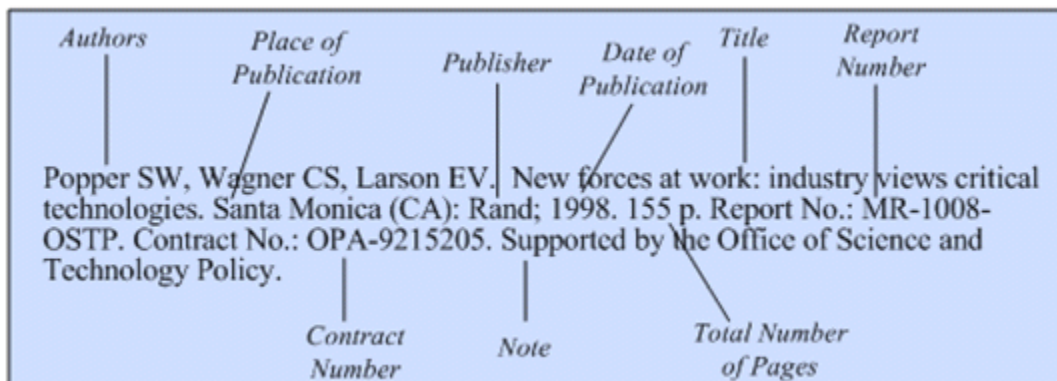 Authors
Place of
Publication
Publisher
Date of
Publication
Title
Report
Number
Popper SW, Wagner CS, Larson EV. New forces at work: industry views critical
technologies. Santa Monica (CA): Rand; 1998. 155 p. Report No.: MR-1008-
OSTP. Contract No.: OPA-9215205. Supported by the Office of Science and
Technology Policy.
Contract
Number
Note
Total Number
of Pages